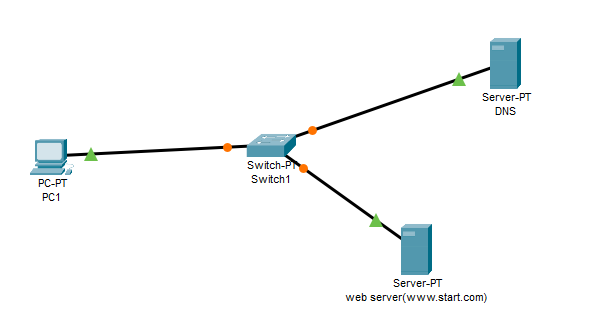 Server-PT
DNS
Switch-PT
Switch1
PC-PT
PC1
Server-PT
web server(www.start.com)